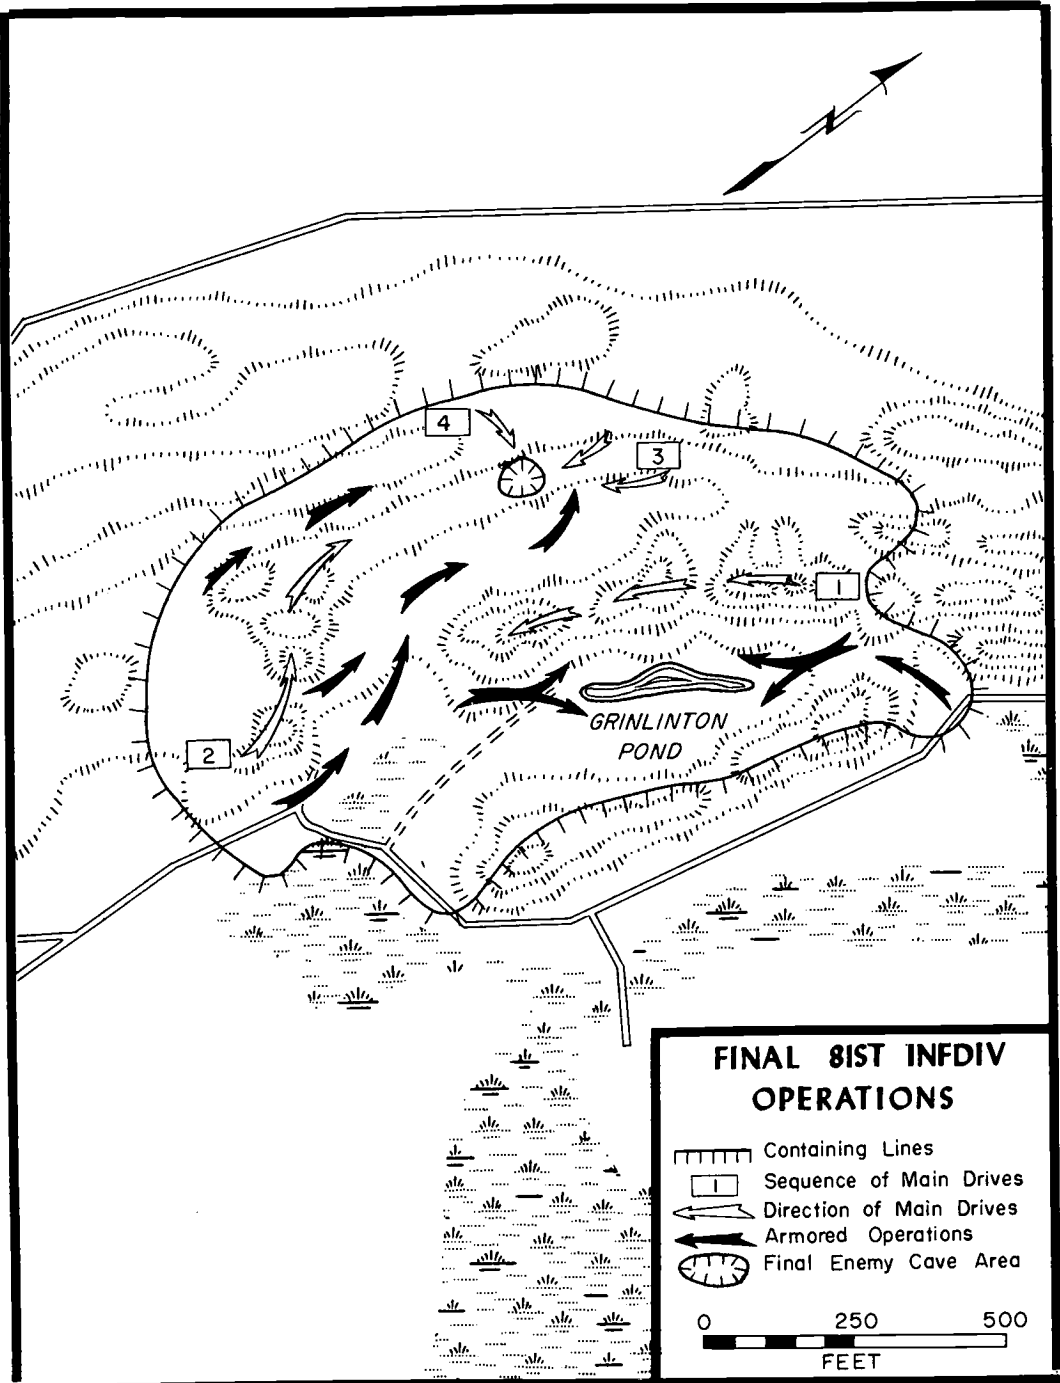 N
4
3
1
2
GRINLINTON
POND
FINAL 81ST INFDIV
OPERATIONS
Containing Lines
1 Sequence of Main Drives
Direction of Main Drives
Armored Operations
Final Enemy Cave Area
0 250 500
FEET